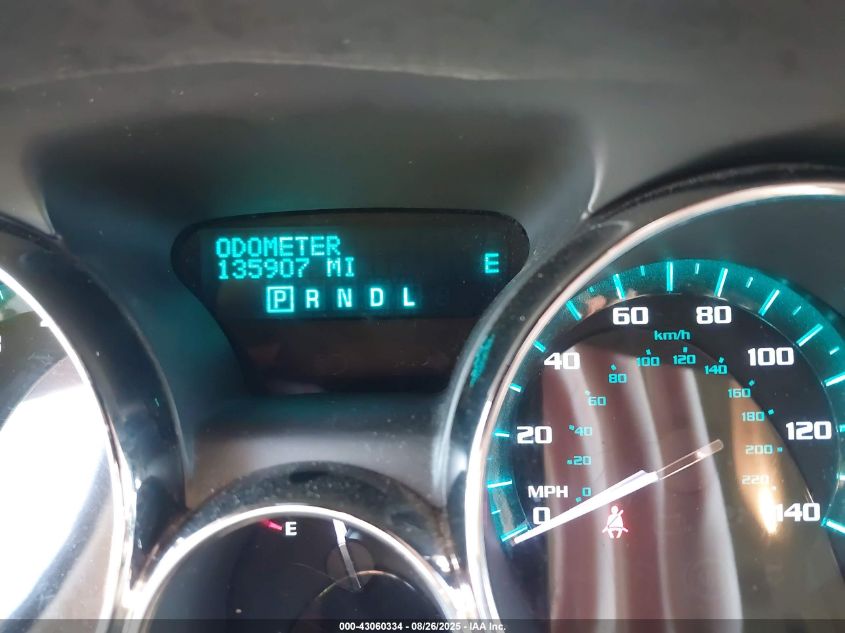 ODOMETER
135907 MI
E
P R N D L
MPH
0 20 40 60 80 100 120 140
km/h
0 20 40 60 80 100 120 140 160 180 200 220
E
000-43060334 - 08/26/2025 - IAA Inc.